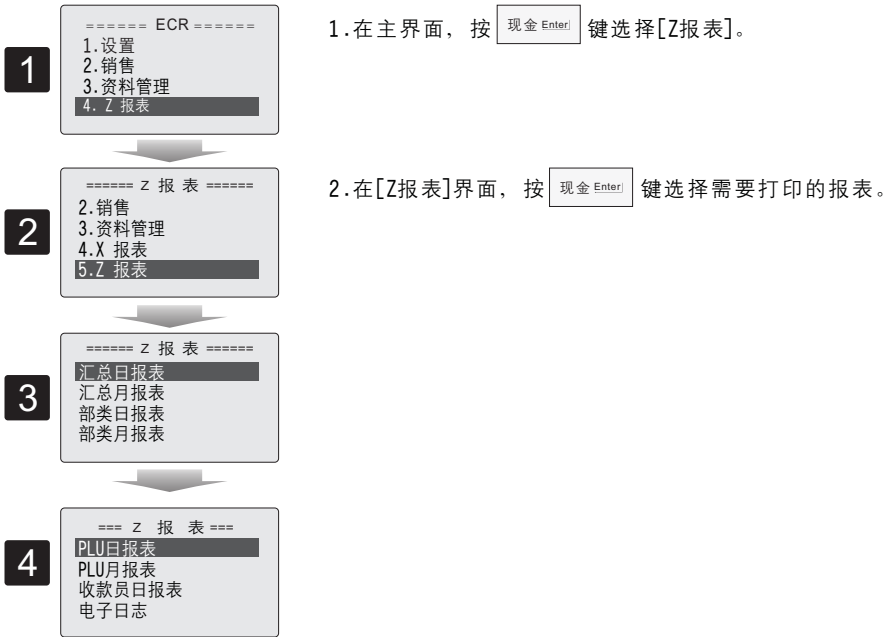 1
====== ECR ======
1.设置
2.销售
3.资料管理
4. Z 报表
1.在主界面，按 现金 Enter 键选择[Z报表]。
2
====== Z 报 表 ======
2.销售
3.资料管理
4.X 报表
5.Z 报表
2.在[Z报表]界面，按 现金 Enter 键选择需要打印的报表。
3
====== Z 报 表 ======
汇总日报表
汇总月报表
部类日报表
部类月报表
4
=== Z 报 表 ===
PLU日报表
PLU月报表
收款员日报表
电子日志